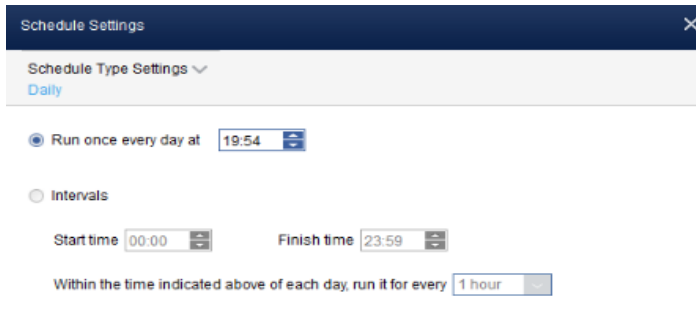 Schedule Settings
Schedule Type Settings
Daily
Run once every day at 19:54
Intervals
Start time 00:00 Finish time 23:59
Within the time indicated above of each day, run it for every 1 hour